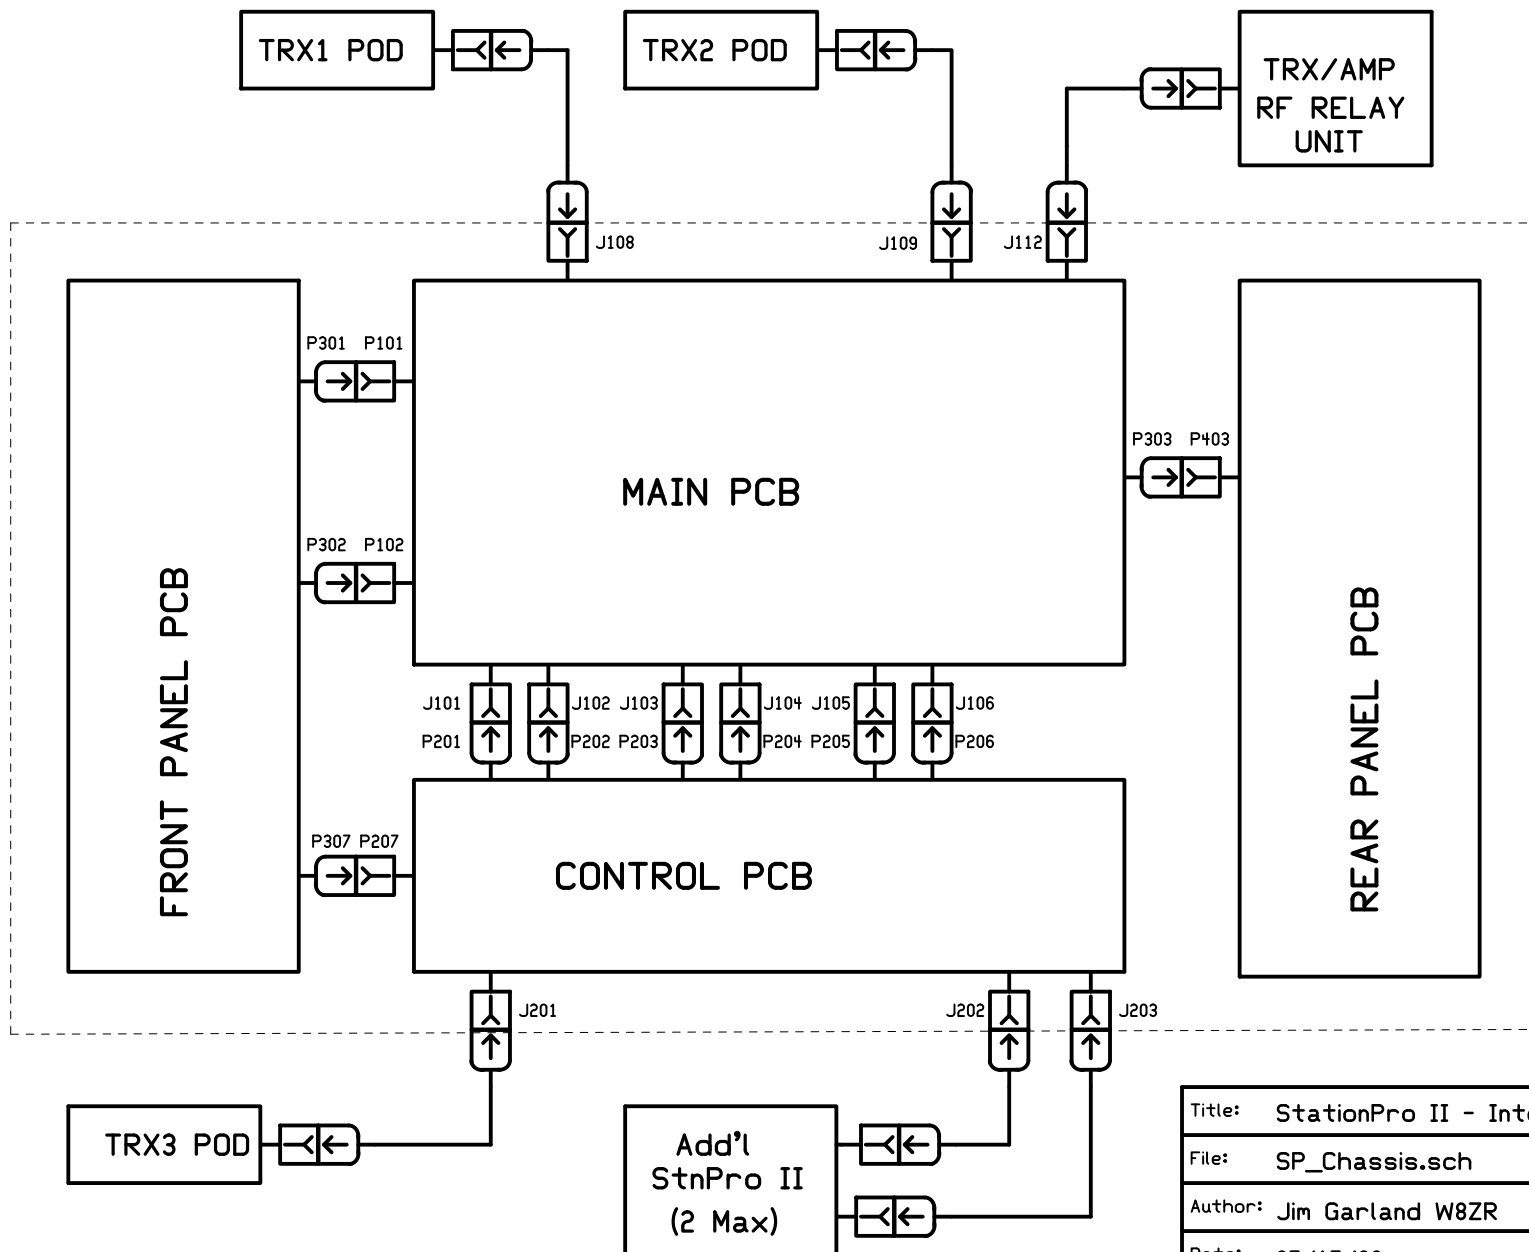 TRX1 POD
TRX2 POD
TRX/AMP
RF RELAY
UNIT
J108
J109
J112
P301 P101
P303 P403
MAIN PCB
P302 P102
FRONT PANEL PCB
REAR PANEL PCB
J101
J102
J103
J104
J105
J106
P201
P202
P203
P204
P205
P206
P307 P207
CONTROL PCB
J201
J202
J203
TRX3 POD
Add'l
StnPro II
(2 Max)
Title: StationPro II - Int
File: SP_Chassis.sch
Author: Jim Garland W8ZR